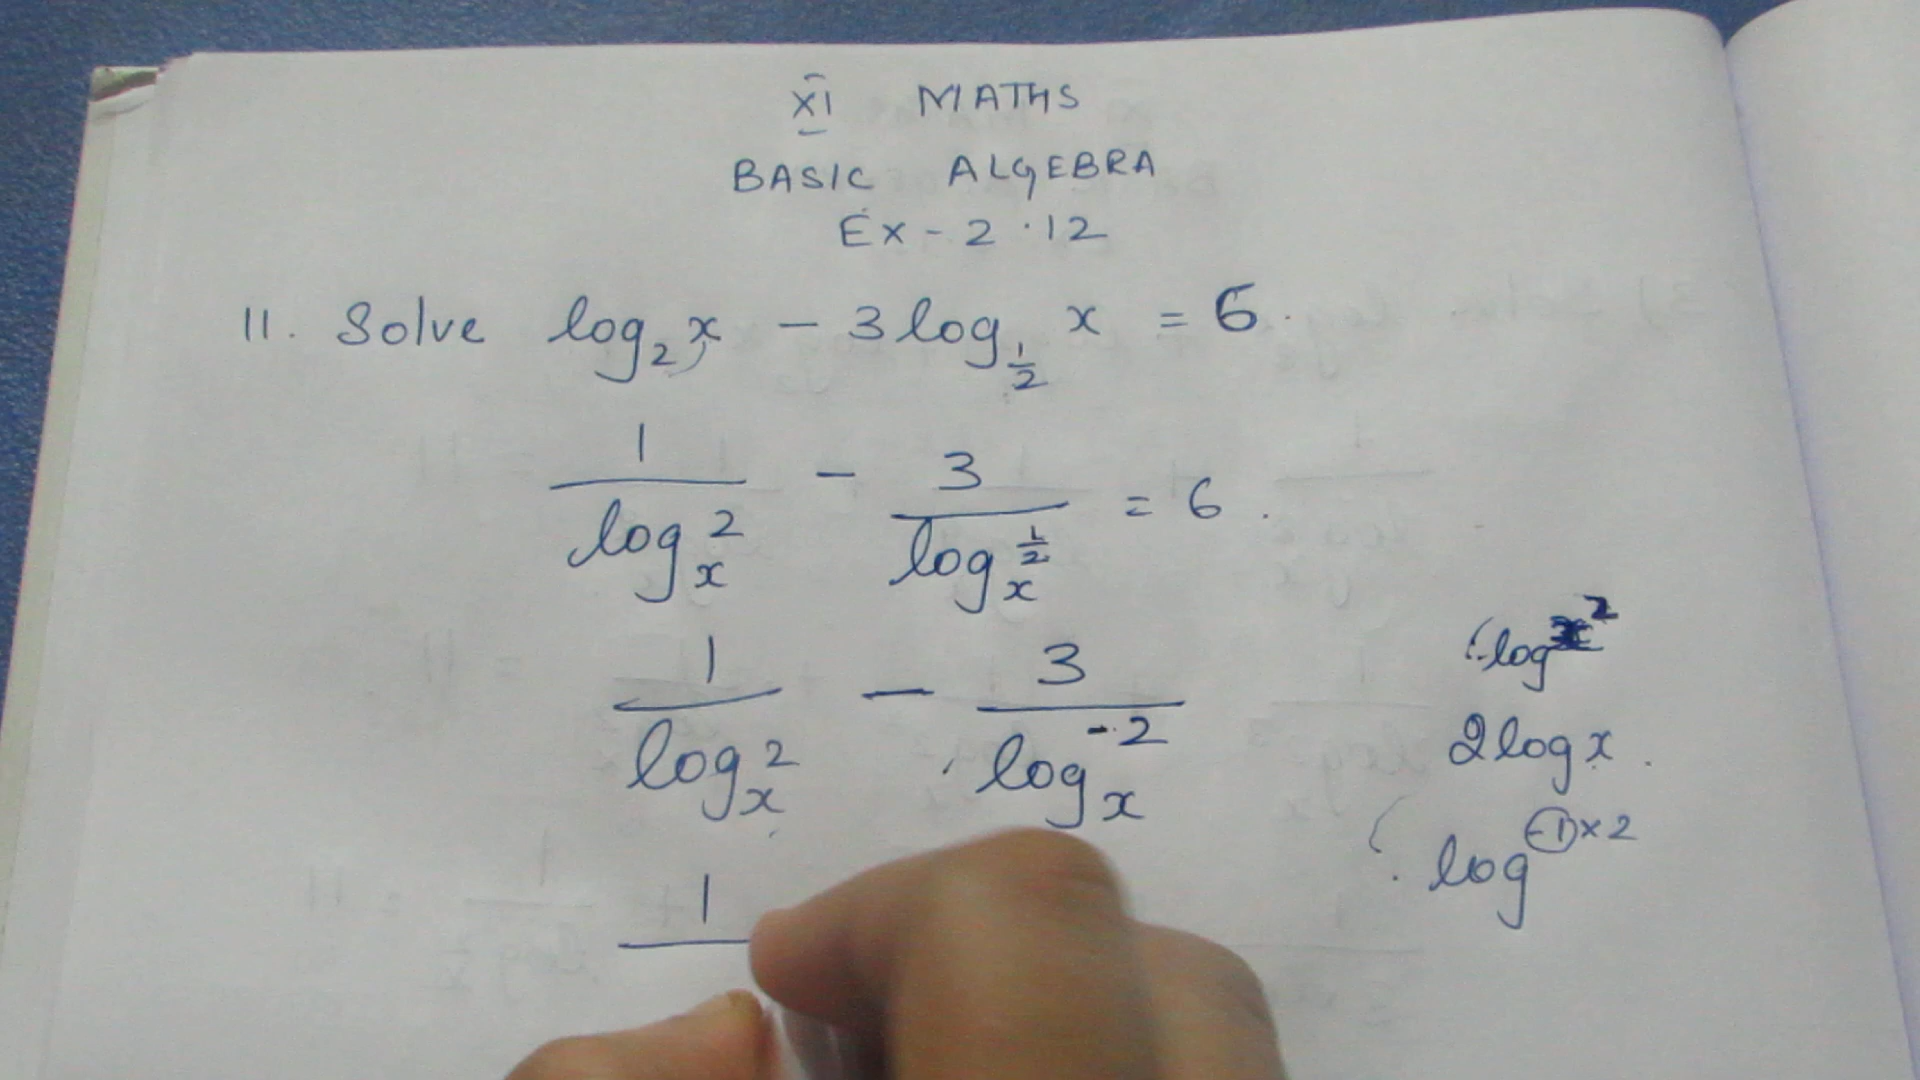 XI MATHS
BASIC ALGEBRA
Ex - 2.12
11. Solve log₂x - 3 log_{1/2} x = 6.
1/(log_x 2) - 3/(log_x 1/2) = 6.
1/(log_x 2) - 3/(log_x -2)
1
log x²
2 log x.
log (-1)×2